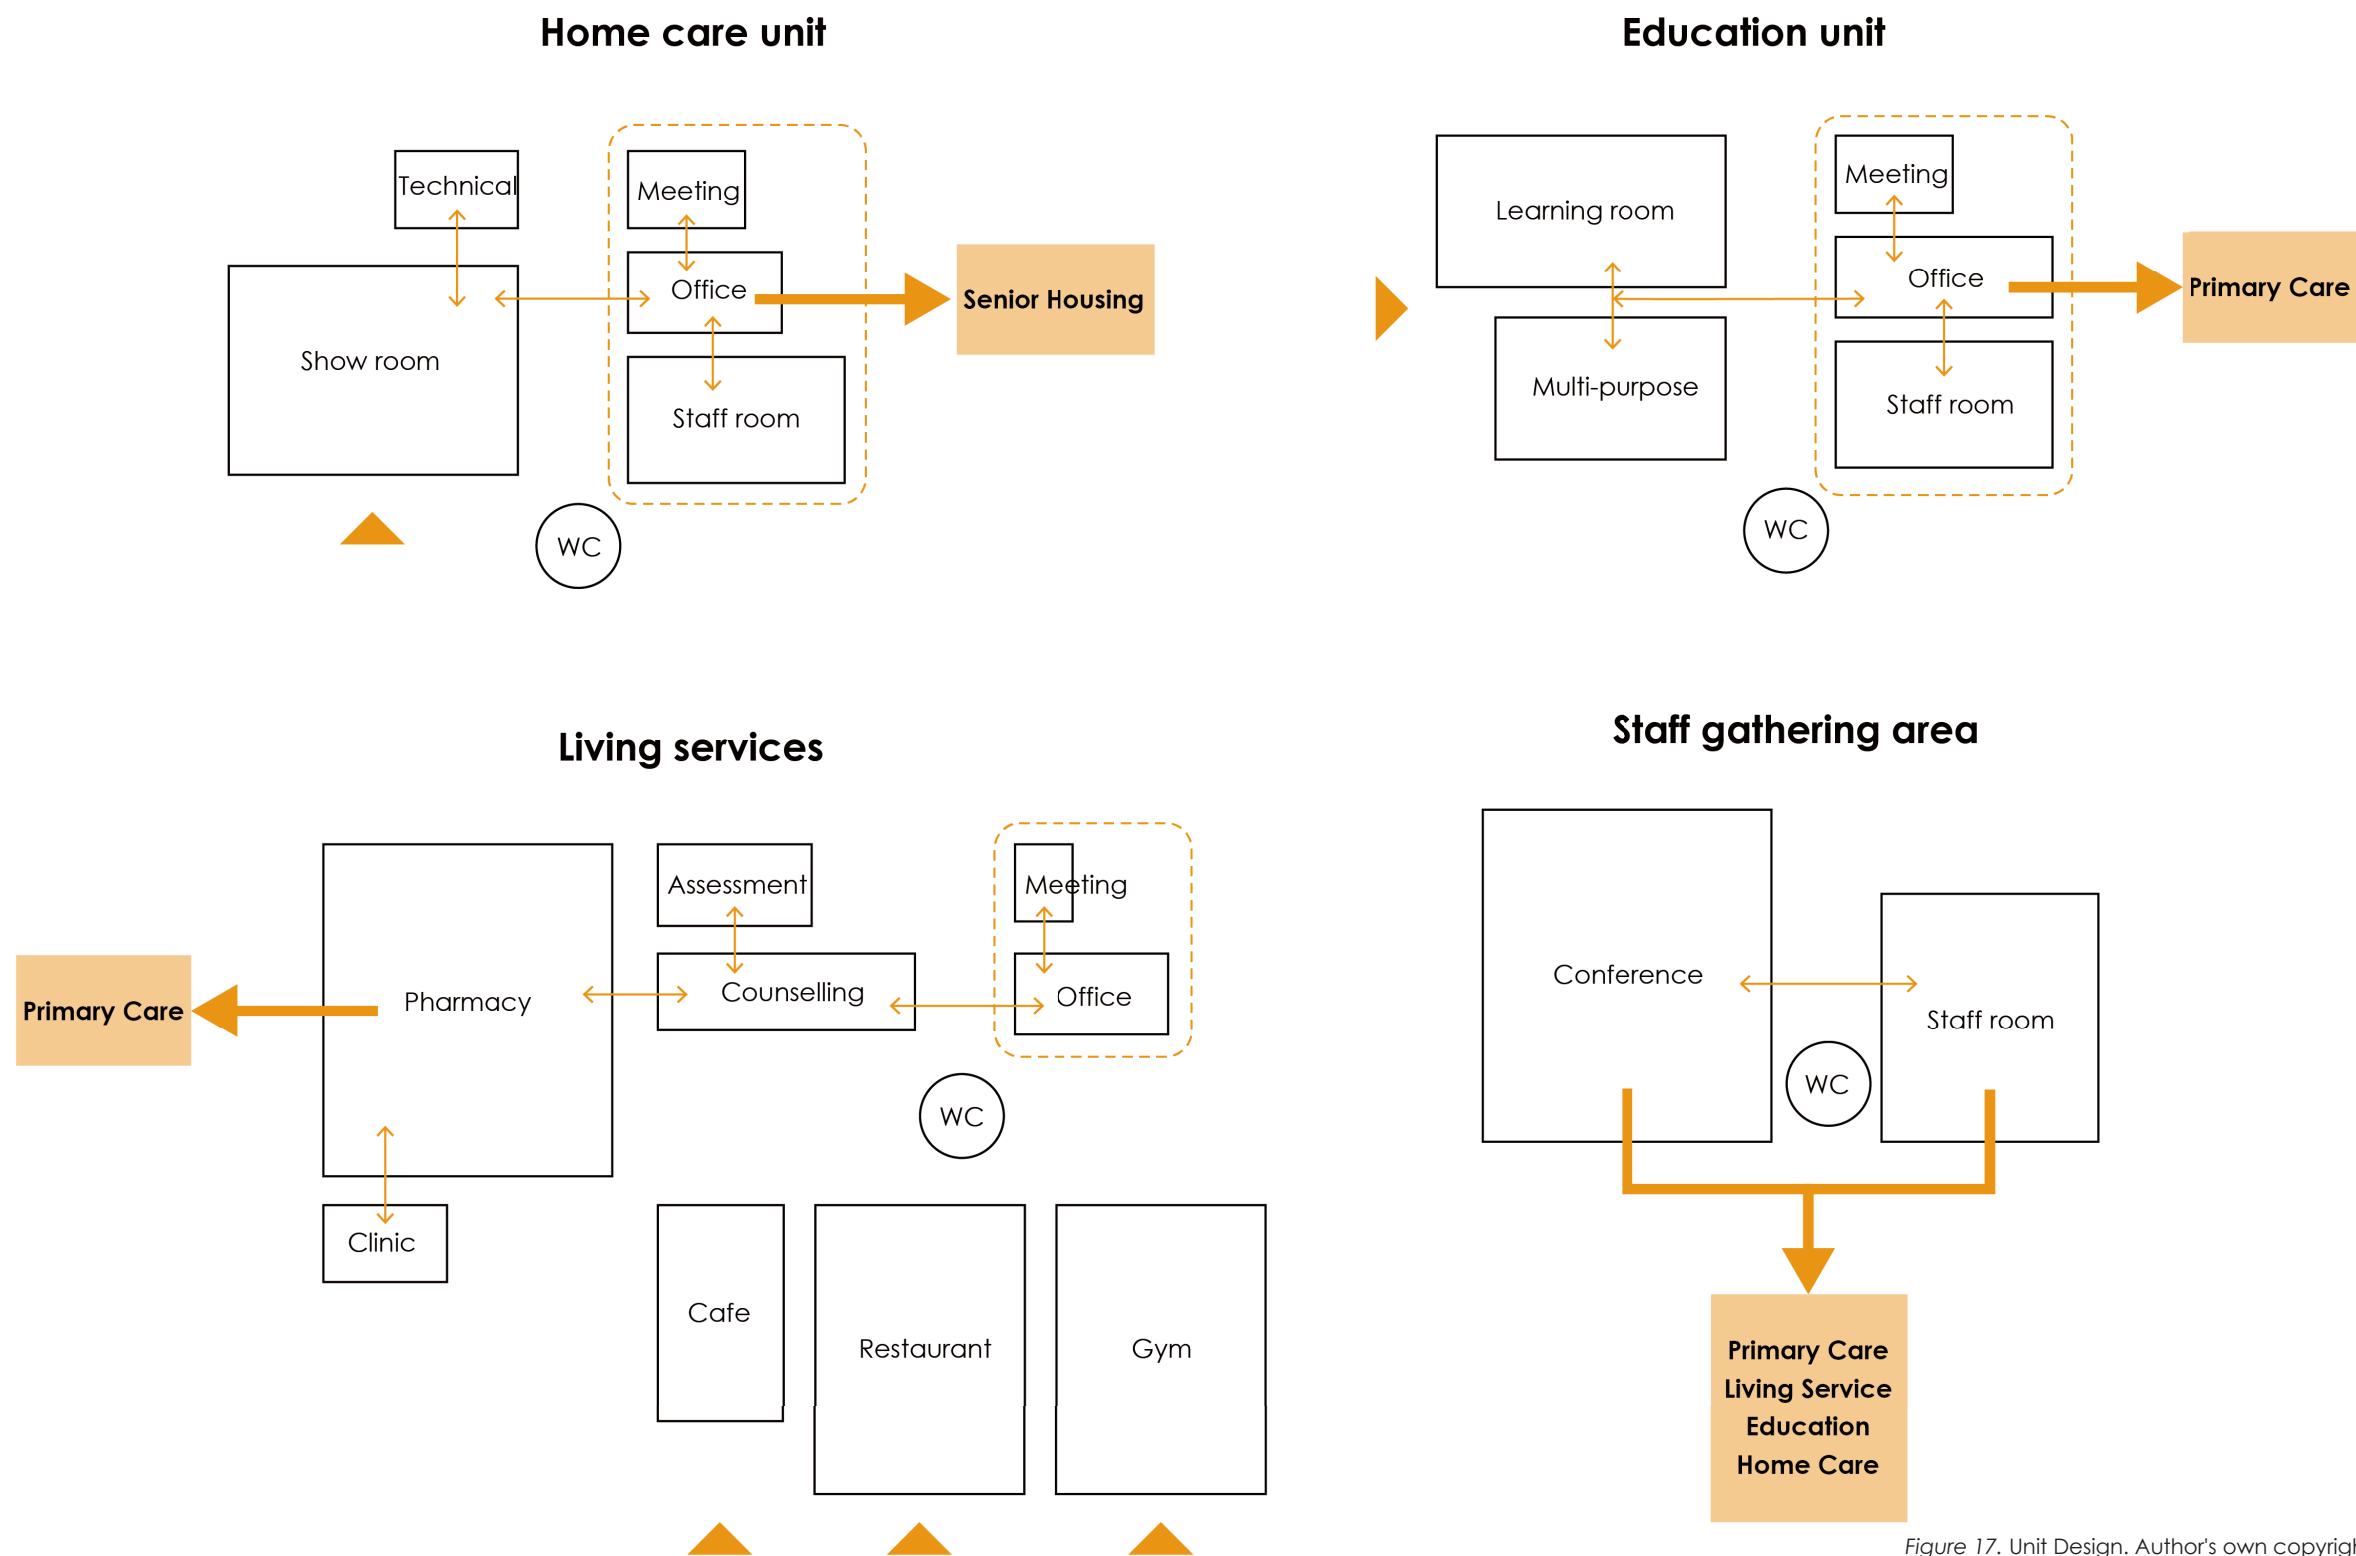 Home care unit
Technical
Meeting
Office
Senior Housing
Show room
Staff room
WC
Education unit
Learning room
Meeting
Office
Primary Care
Multi-purpose
Staff room
WC
Living services
Assessment
Meeting
Primary Care
Pharmacy
Counselling
Office
WC
Clinic
Cafe
Restaurant
Gym
Staff gathering area
Conference
Staff room
WC
Primary Care
Living Service
Education
Home Care
Figure 17. Unit Design. Author's own copyrigh